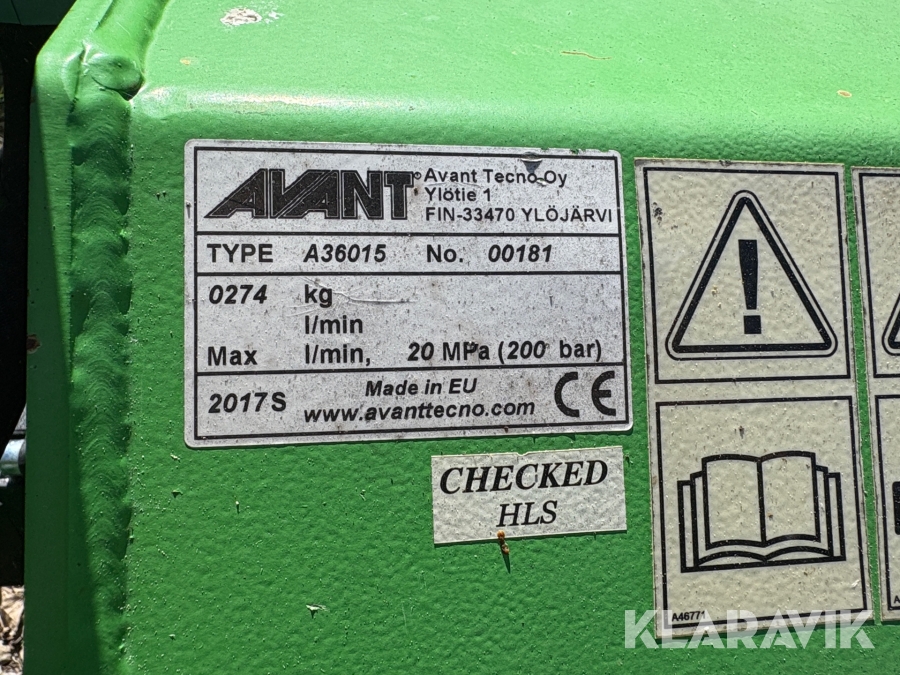 AVANT® Avant Tecno Oy
Ylötie 1
FIN-33470 YLÖJÄRVI
TYPE A36015 No. 00181
0274 kg
l/min
Max l/min, 20 MPa (200 bar)
2017S Made in EU CE
www.avanttecno.com
CHECKED
HLS
A46771
KLARAVIK